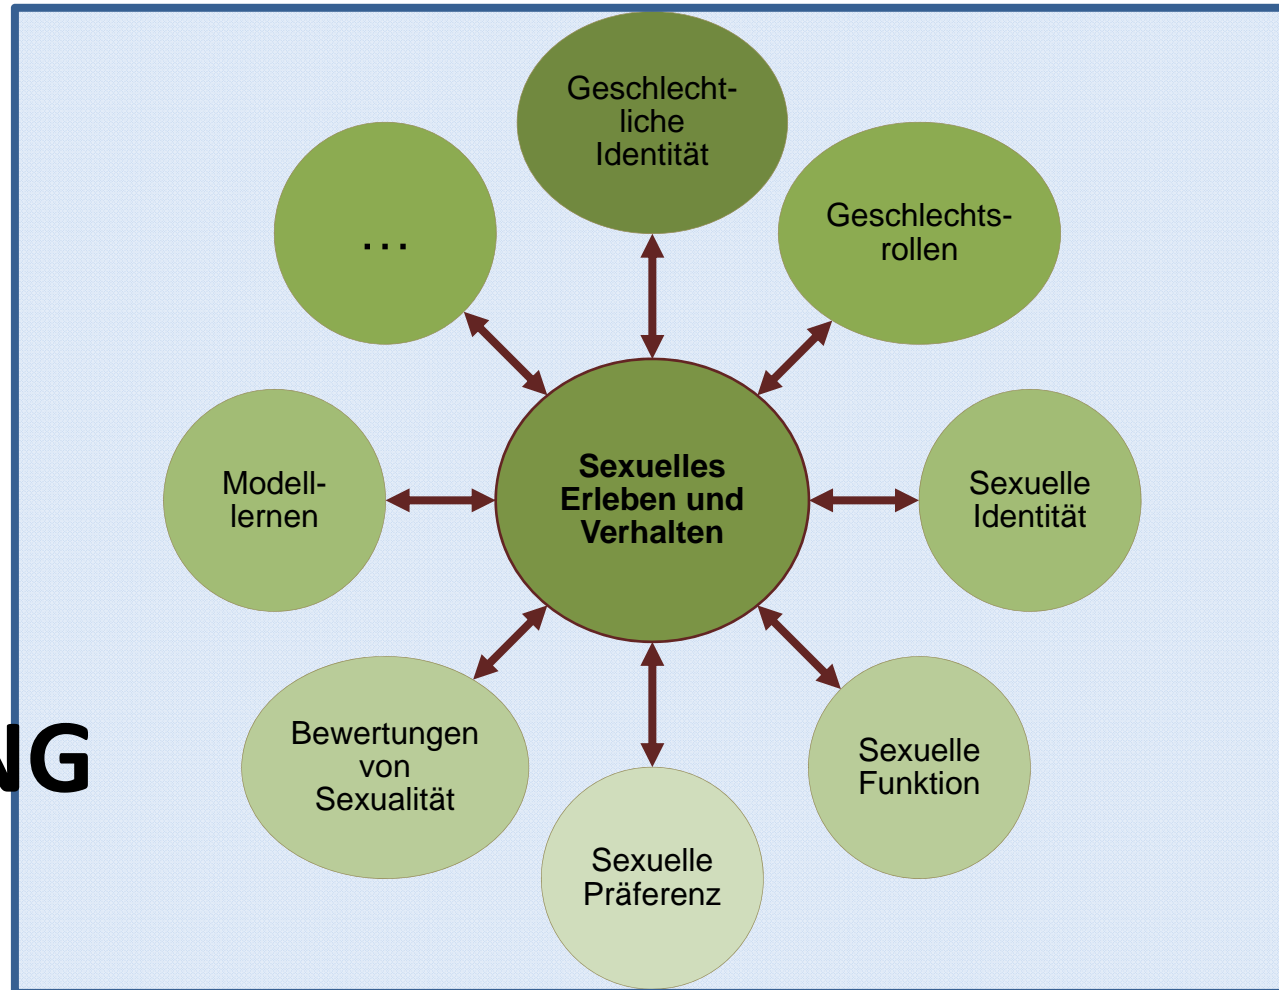 Geschlecht-
liche
Identität
Geschlechts-
rollen
…
Sexuelles
Erleben und
Verhalten
Modell-
lernen
Sexuelle
Identität
Bewertungen
von
Sexualität
Sexuelle
Funktion
Sexuelle
Präferenz
NG